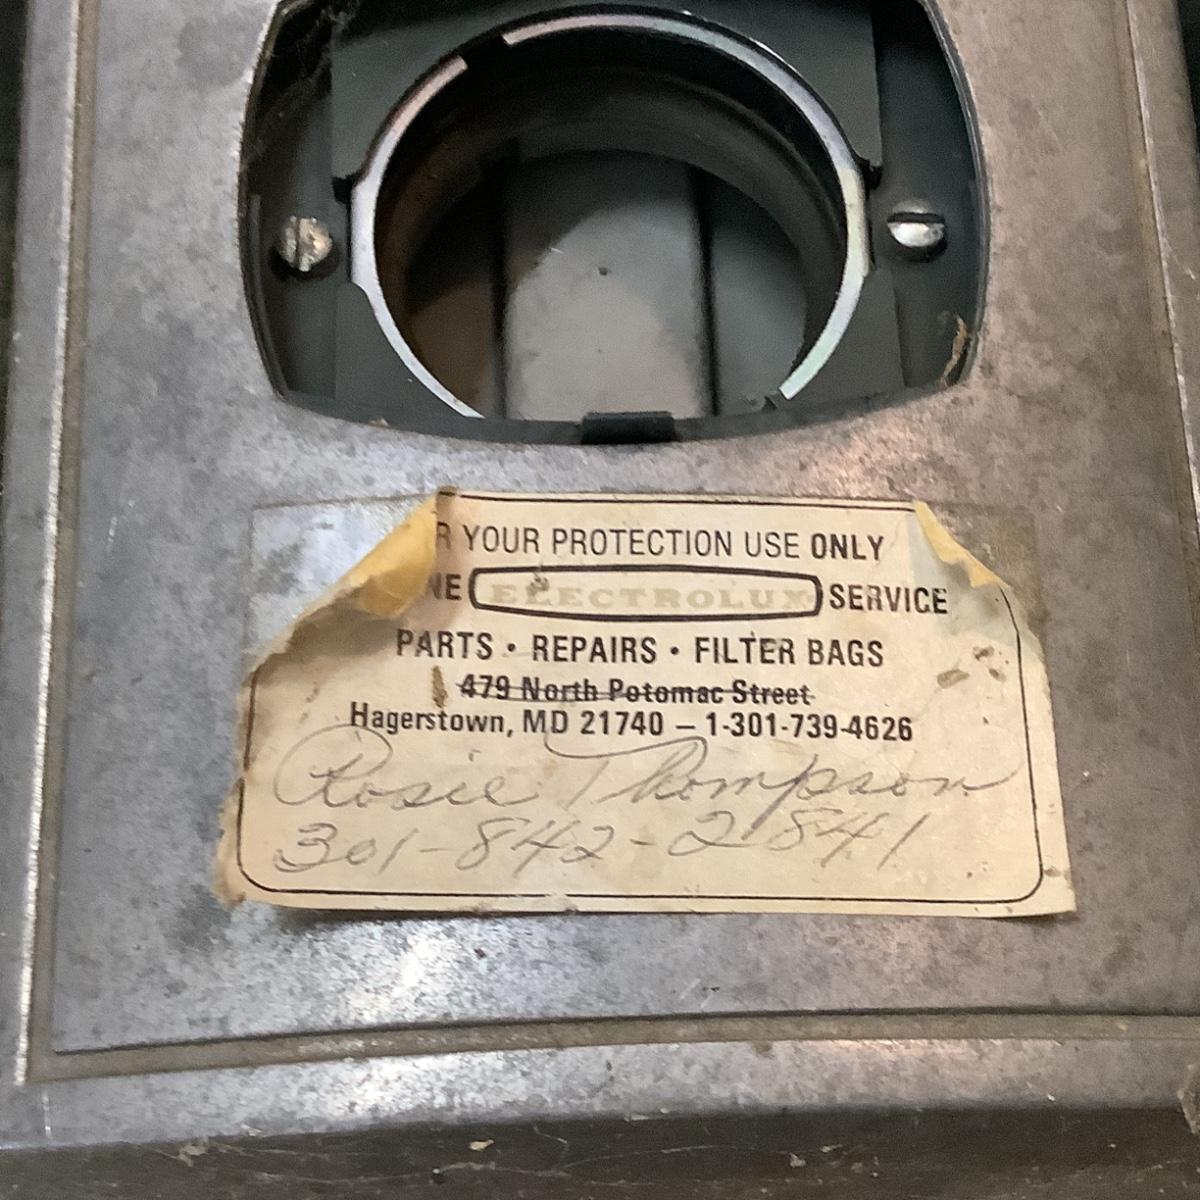 R YOUR PROTECTION USE ONLY
NE ELECTROLUX SERVICE
PARTS • REPAIRS • FILTER BAGS
479 North Potomac Street
Hagerstown, MD 21740 – 1-301-739-4626
Rosie Thompson
301-842-2841